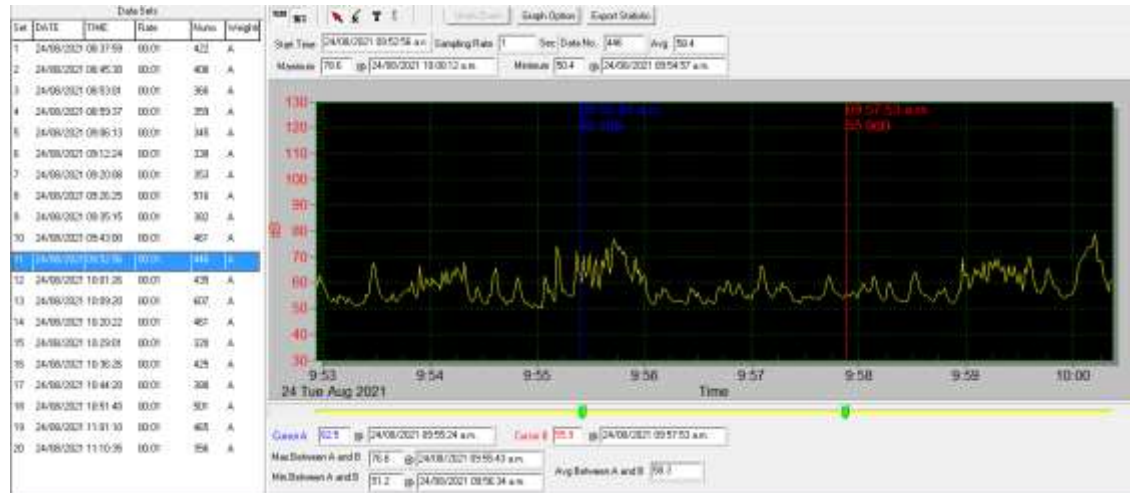 Data Sets
Set DATE TIME Rate Nums Weight
1 24/08/2021 08:37:59 00:01 422 A
2 24/08/2021 08:45:30 00:01 408 A
3 24/08/2021 08:53:01 00:01 366 A
4 24/08/2021 08:59:37 00:01 359 A
5 24/08/2021 09:06:13 00:01 345 A
6 24/08/2021 09:12:24 00:01 338 A
7 24/08/2021 09:20:08 00:01 353 A
8 24/08/2021 09:26:25 00:01 516 A
9 24/08/2021 09:35:15 00:01 302 A
10 24/08/2021 09:43:00 00:01 467 A
11 24/08/2021 09:52:56 00:01 446 A
12 24/08/2021 10:01:26 00:01 439 A
13 24/08/2021 10:09:20 00:01 607 A
14 24/08/2021 10:20:22 00:01 467 A
15 24/08/2021 10:29:01 00:01 A
16 24/08/2021 10:36:26 00:01 425 A
17 24/08/2021 10:44:20 00:01 A
18 24/08/2021 10:51:43 00:01 501 A
19 24/08/2021 11:01:10 00:01 465 A
20 24/08/2021 11:10:35 00:01 A
Graph Option Export Statistic
Start Time 24/08/2021 09:52:56 a.m. Sampling Rate 1 Sec Data No. 446 Avg 58.4
Maximum 78.6 @ 24/08/2021 10:00:12 a.m. Minimum 50.4 @ 24/08/2021 09:54:57 a.m.
130
120
110
100
90
80
70
60
50
40
30
09:57:53 a.m.
9:53 9:54 9:55 9:56 9:57 9:58 9:59 10:00
24 Tue Aug 2021 Time
Cursor A 62.5 @ 24/08/2021 09:55:24 a.m. Cursor B 55.9 @ 24/08/2021 09:57:53 a.m.
Max Between A and B 76.6 @ 24/08/2021 09:55:43 a.m.
Avg Between A and B
Min Between A and B 51.2 @ 24/08/2021 09:56:34 a.m.